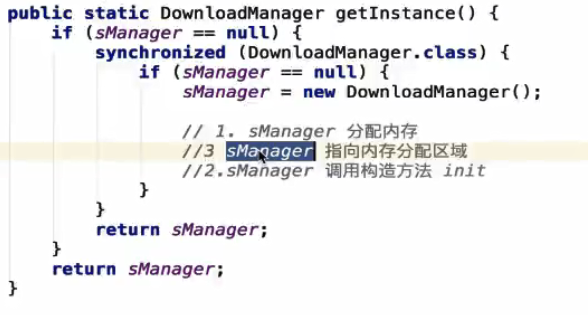 public static DownloadManager getInstance() {
if (sManager == null) {
synchronized (DownloadManager.class) {
if (sManager == null) {
sManager = new DownloadManager();
// 1. sManager 分配内存
//3 sManager 指向内存分配区域
//2.sManager 调用构造方法 init
}
}
return sManager;
}
return sManager;
}